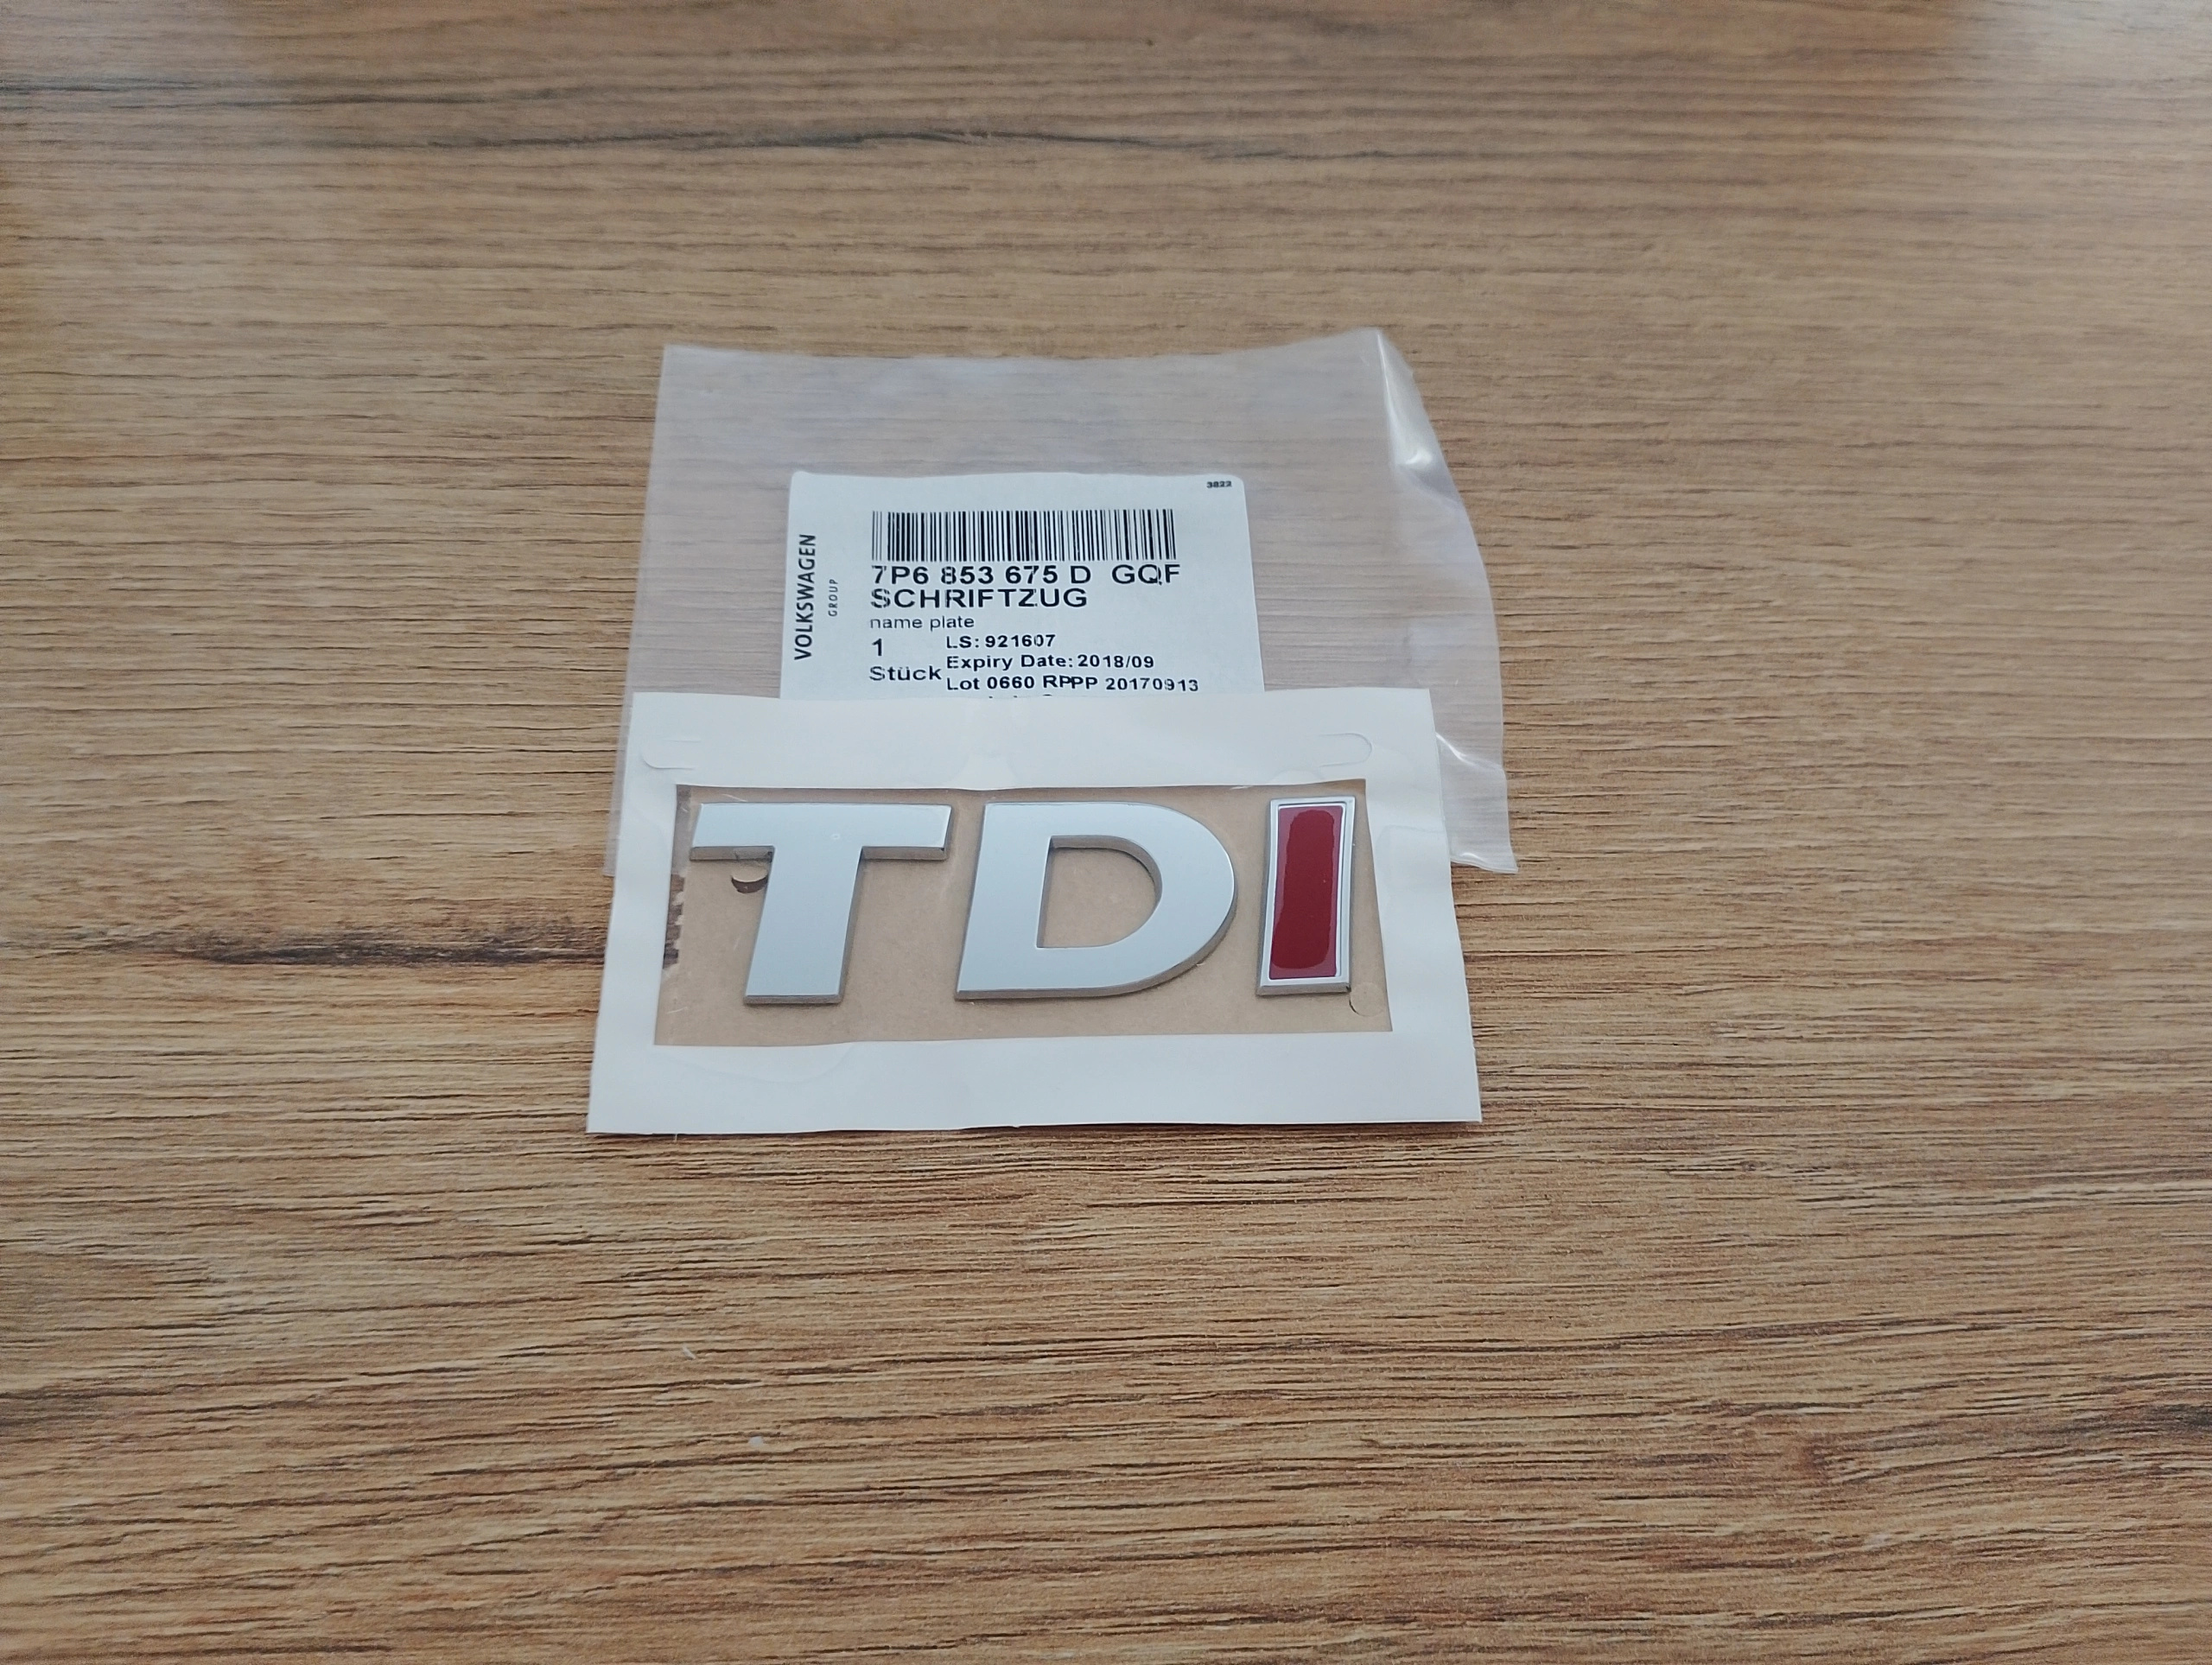 3822
VOLKSWAGEN
GROUP
7P6 853 675 D GQF
SCHRIFTZUG
name plate
1
Stück
LS: 921607
Expiry Date: 2018/09
Lot 0660 RPPP 20170913
TDI